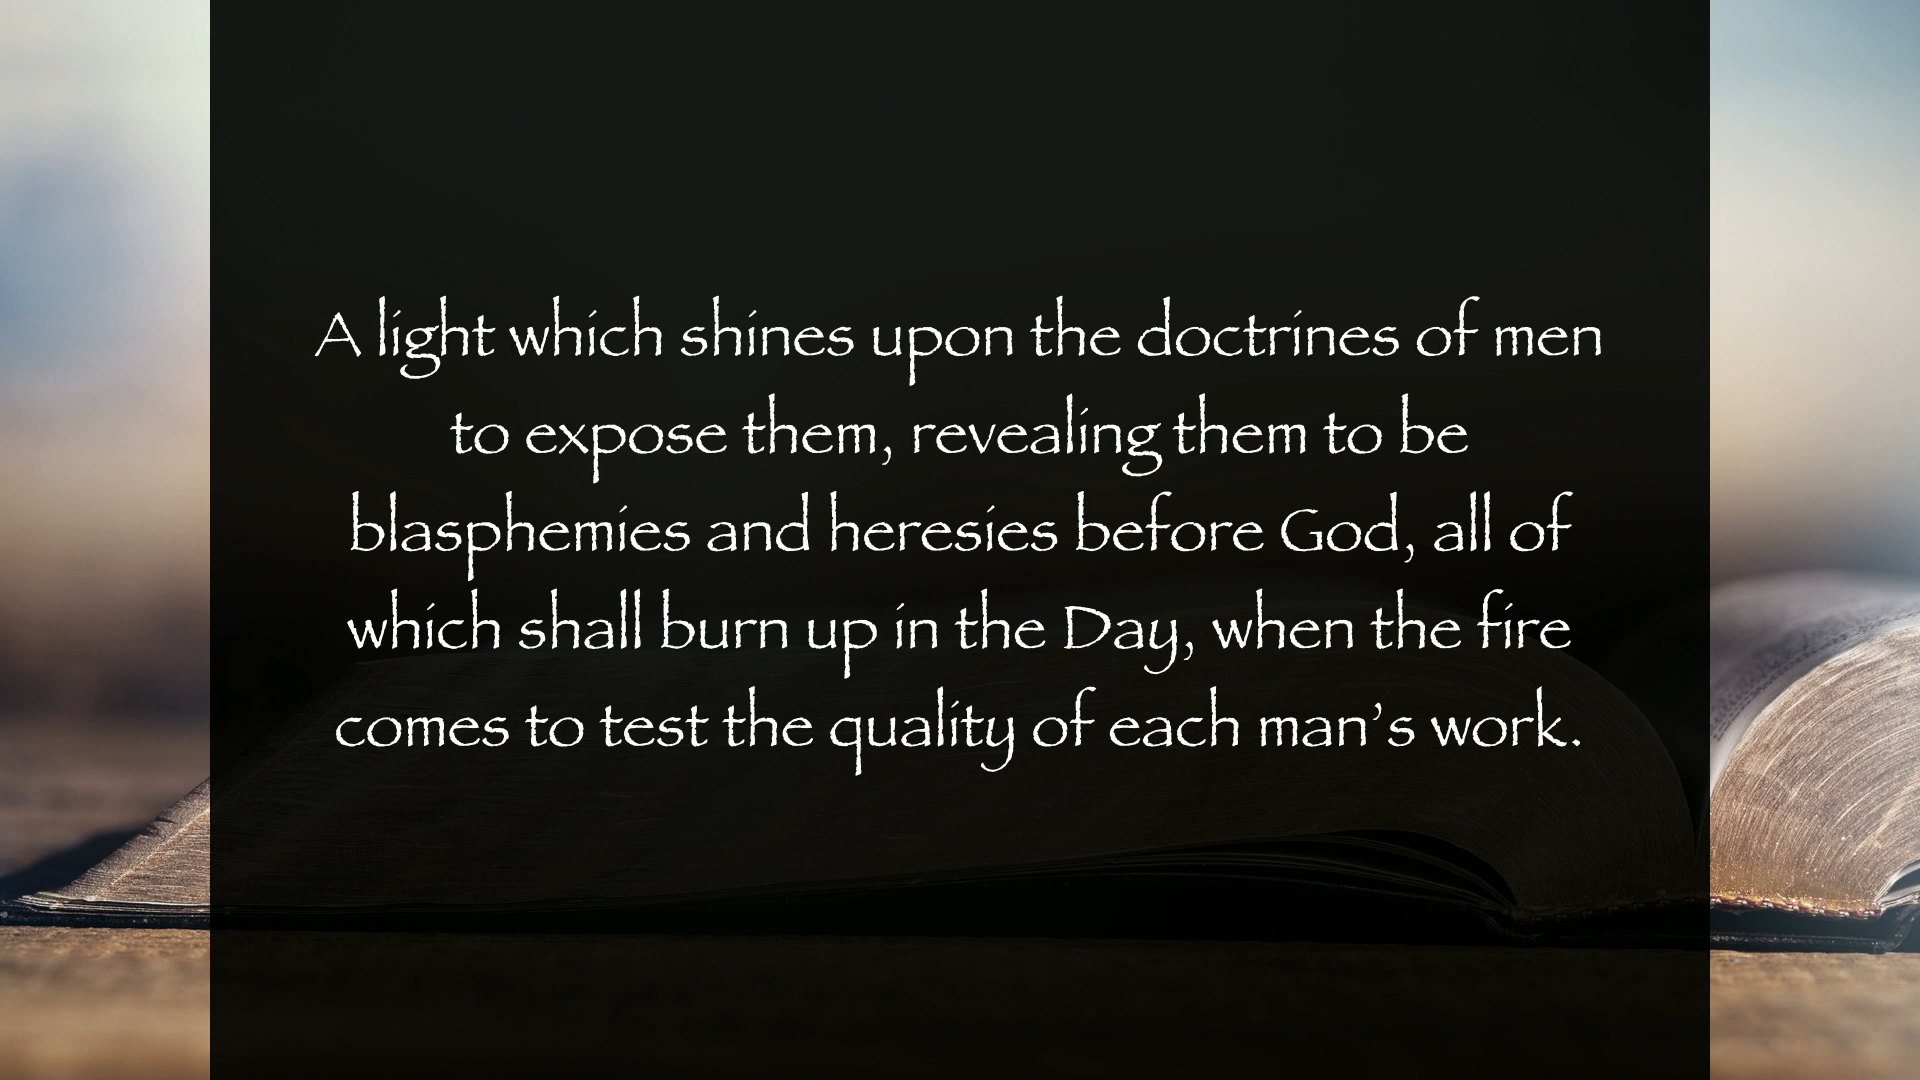 A light which shines upon the doctrines of men
to expose them, revealing them to be
blasphemies and heresies before God, all of
which shall burn up in the Day, when the fire
comes to test the quality of each man’s work.